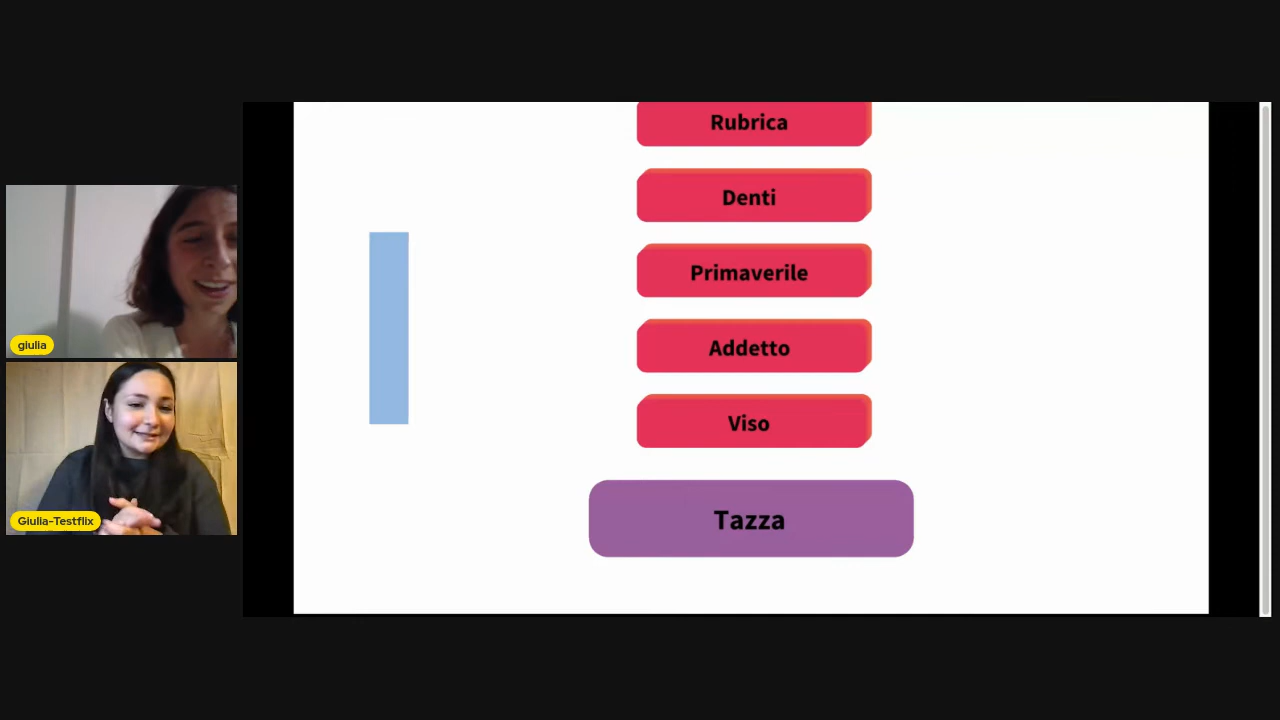 giulia
Giulia-Testflix
Rubrica
Denti
Primaverile
Addetto
Viso
Tazza